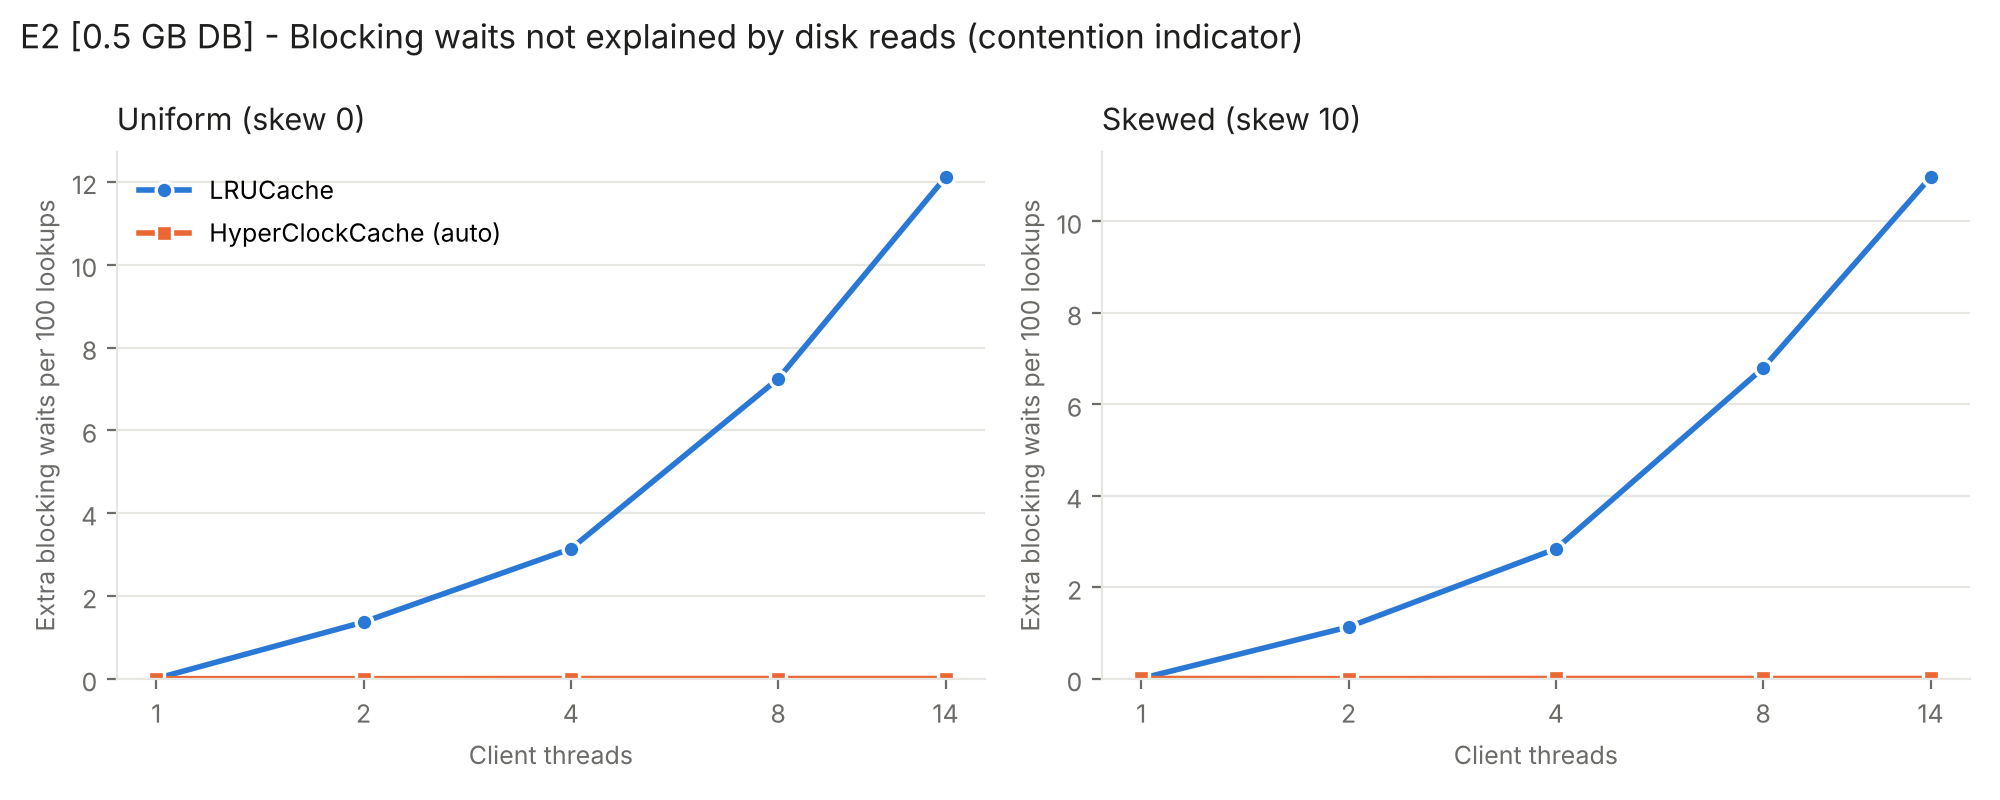 E2 [0.5 GB DB] - Blocking waits not explained by disk reads (contention indicator)
Uniform (skew 0)
Extra blocking waits per 100 lookups
12
10
8
6
4
2
0
LRUCache
HyperClockCache (auto)
1 2 4 8 14
Client threads
Skewed (skew 10)
Extra blocking waits per 100 lookups
10
8
6
4
2
0
1 2 4 8 14
Client threads